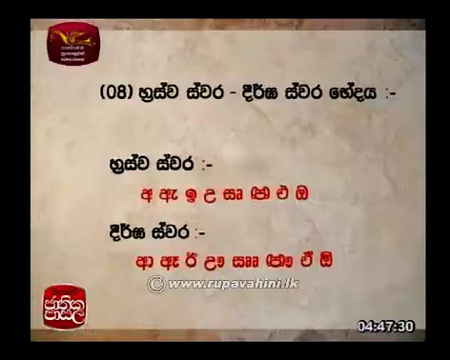 (08) හ්‍රස්ව ස්වර - දීර්ඝ ස්වර භේදය :-
හ්‍රස්ව ස්වර :-
අ ඇ ඉ උ සෘ ඏ එ ඔ
දීර්ඝ ස්වර :-
ආ ඈ ඊ ඌ සෲ ඐ ඒ ඕ
© www.rupavahini.lk
ජාතික
පාසල
04:47:30